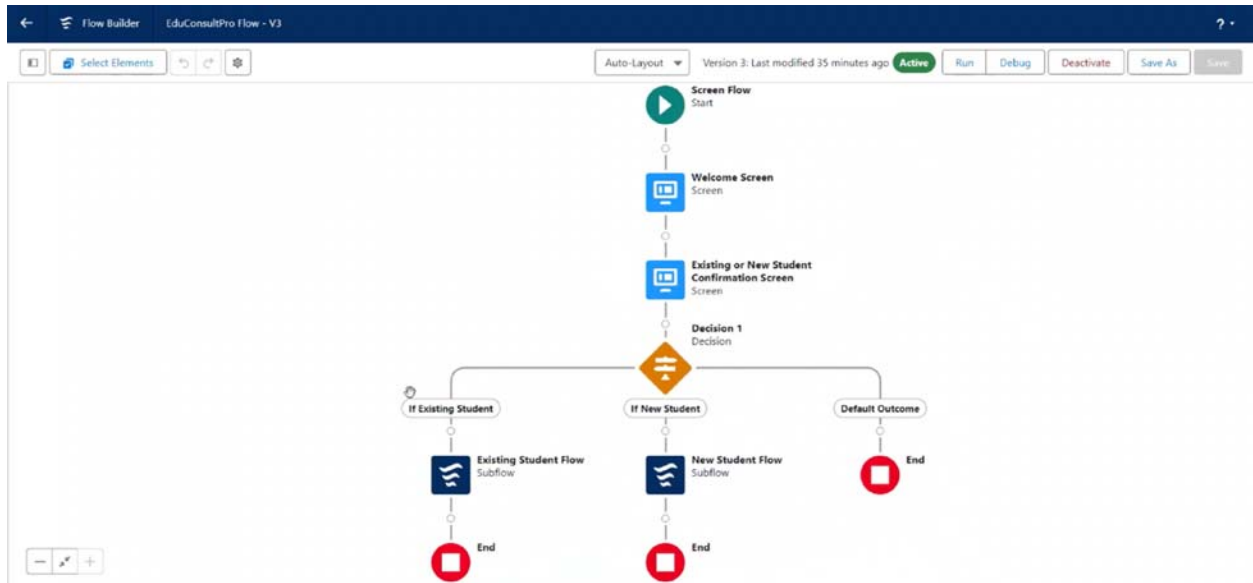 Flow Builder EduConsultPro Flow - V3 ?
Select Elements Auto-Layout Version 3: Last modified 35 minutes ago Active Run Debug Deactivate Save As Save
Screen Flow
Start
Welcome Screen
Screen
Existing or New Student
Confirmation Screen
Screen
Decision 1
Decision
If Existing Student If New Student Default Outcome
Existing Student Flow New Student Flow End
Subflow Subflow
End End